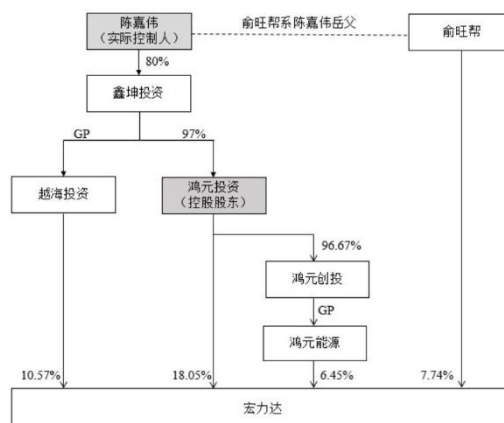 陈嘉伟
（实际控制人）
俞旺帮系陈嘉伟岳父
俞旺帮
80%
鑫坤投资
GP
97%
越海投资
鸿元投资
（控股股东）
96.67%
鸿元创投
GP
鸿元能源
10.57%
18.05%
6.45%
7.74%
宏力达